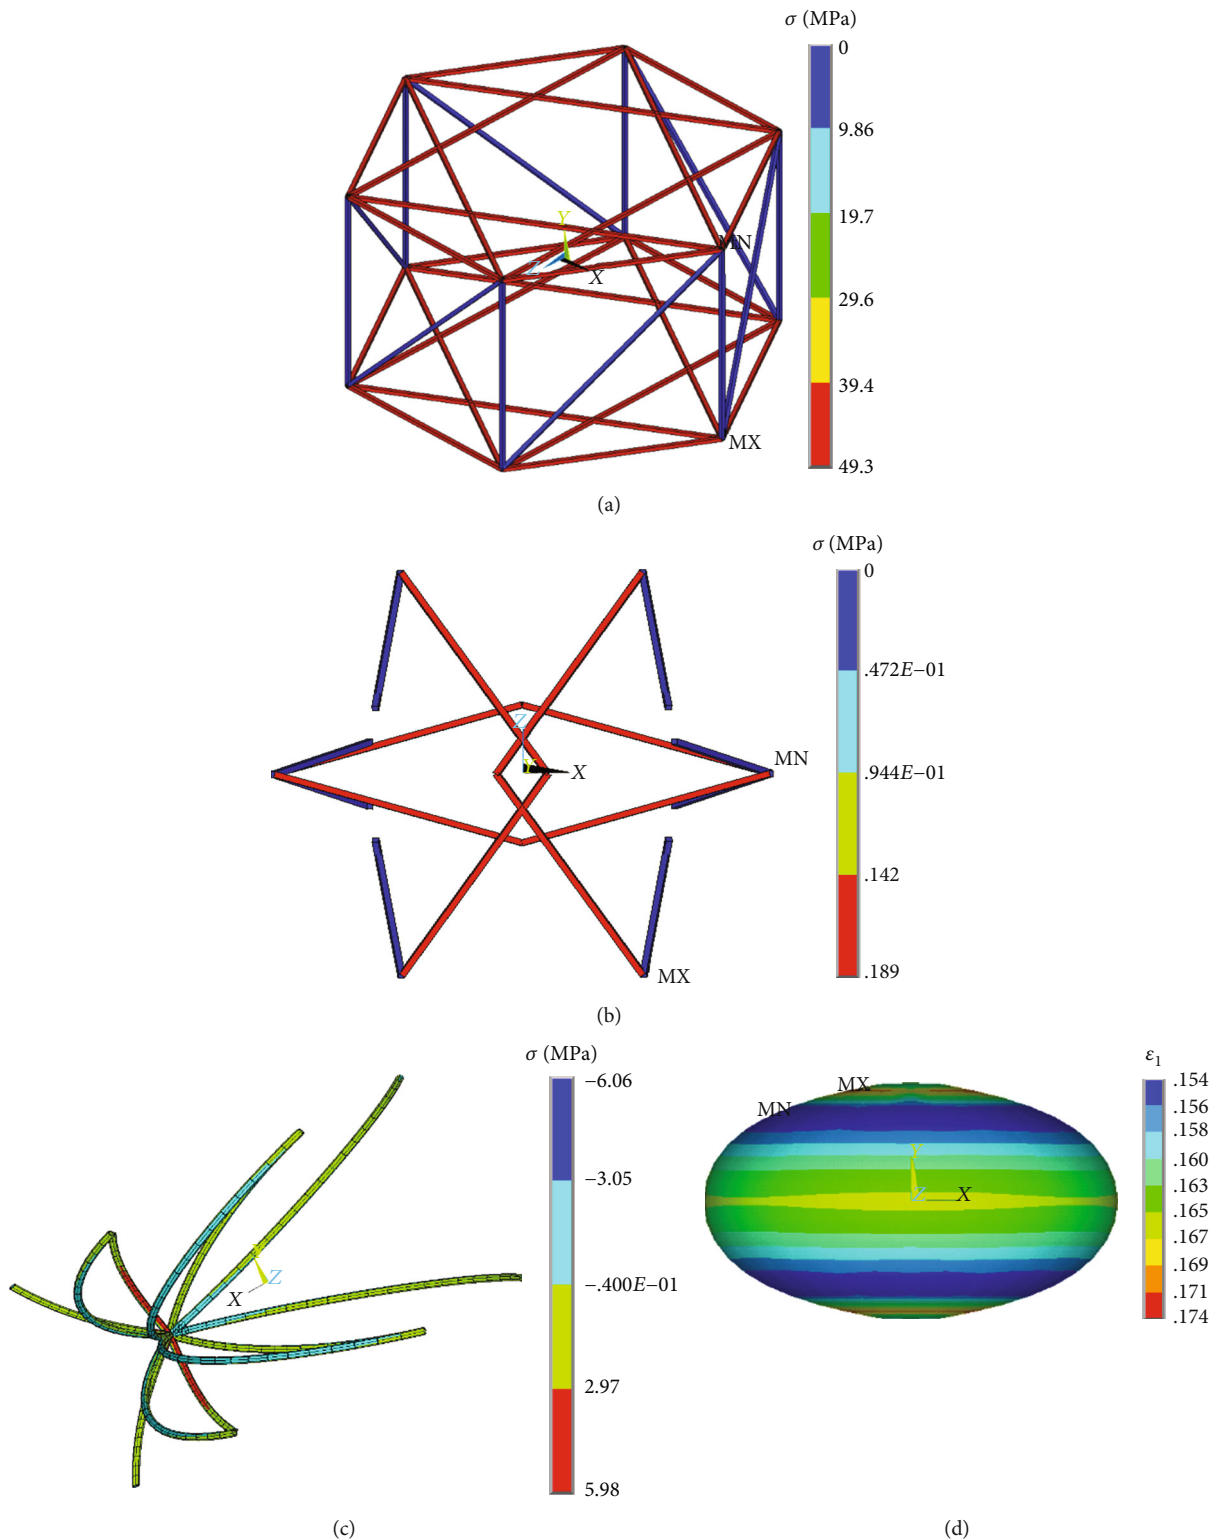 σ (MPa)
0
9.86
19.7
29.6
39.4
49.3
Y
Z
X
MN
MX
(a)
σ (MPa)
0
.472E−01
.944E−01
.142
.189
Z
Y
X
MN
MX
(b)
σ (MPa)
−6.06
−3.05
−.400E−01
2.97
5.98
Y
Z
X
(c)
ε1
.154
.156
.158
.160
.163
.165
.167
.169
.171
.174
MX
MN
Y
Z
X
(d)